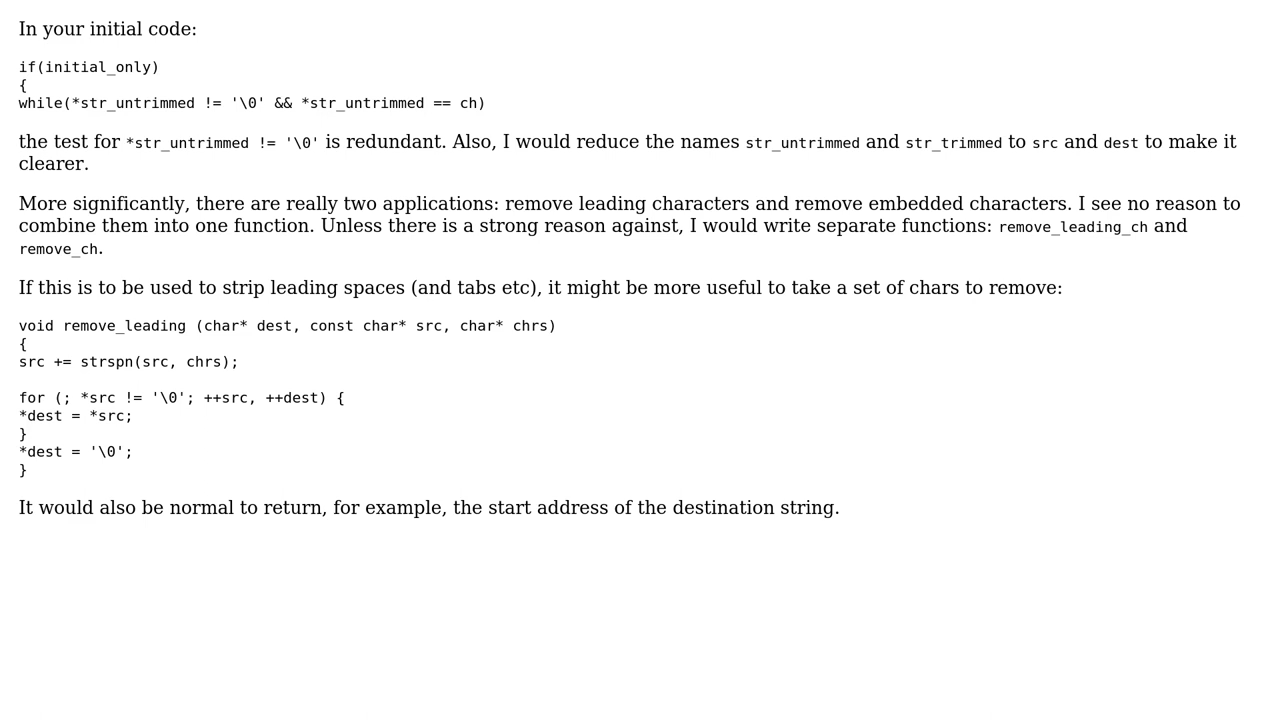 In your initial code:
if(initial_only)
{
while(*str_untrimmed != '\0' && *str_untrimmed == ch)
the test for *str_untrimmed != '\0' is redundant. Also, I would reduce the names str_untrimmed and str_trimmed to src and dest to make it
clearer.
More significantly, there are really two applications: remove leading characters and remove embedded characters. I see no reason to
combine them into one function. Unless there is a strong reason against, I would write separate functions: remove_leading_ch and
remove_ch.
If this is to be used to strip leading spaces (and tabs etc), it might be more useful to take a set of chars to remove:
void remove_leading (char* dest, const char* src, char* chrs)
{
src += strspn(src, chrs);
for (; *src != '\0'; ++src, ++dest) {
*dest = *src;
}
*dest = '\0';
}
It would also be normal to return, for example, the start address of the destination string.